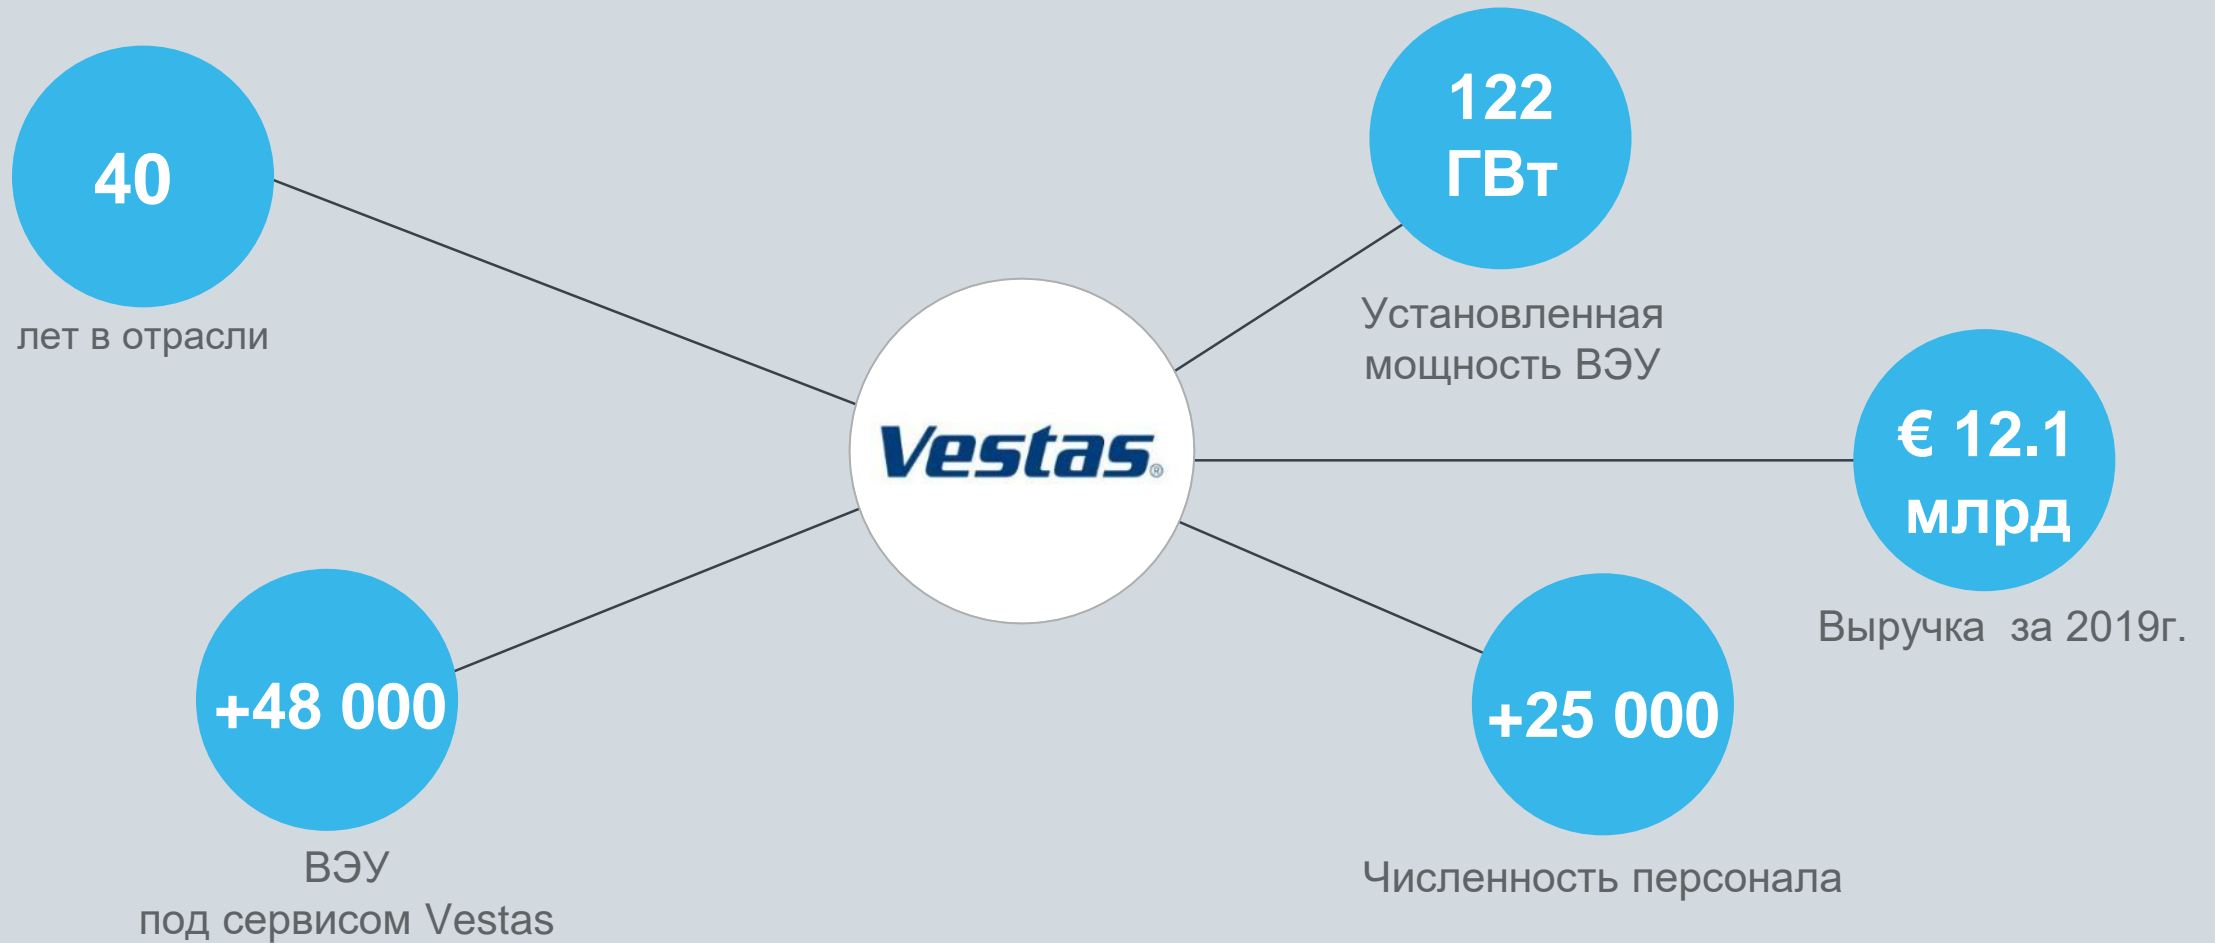 40
лет в отрасли
122
ГВт
Установленная
мощность ВЭУ
Vestas®
€ 12.1
млрд
Выручка за 2019г.
+48 000
ВЭУ
под сервисом Vestas
+25 000
Численность персонала